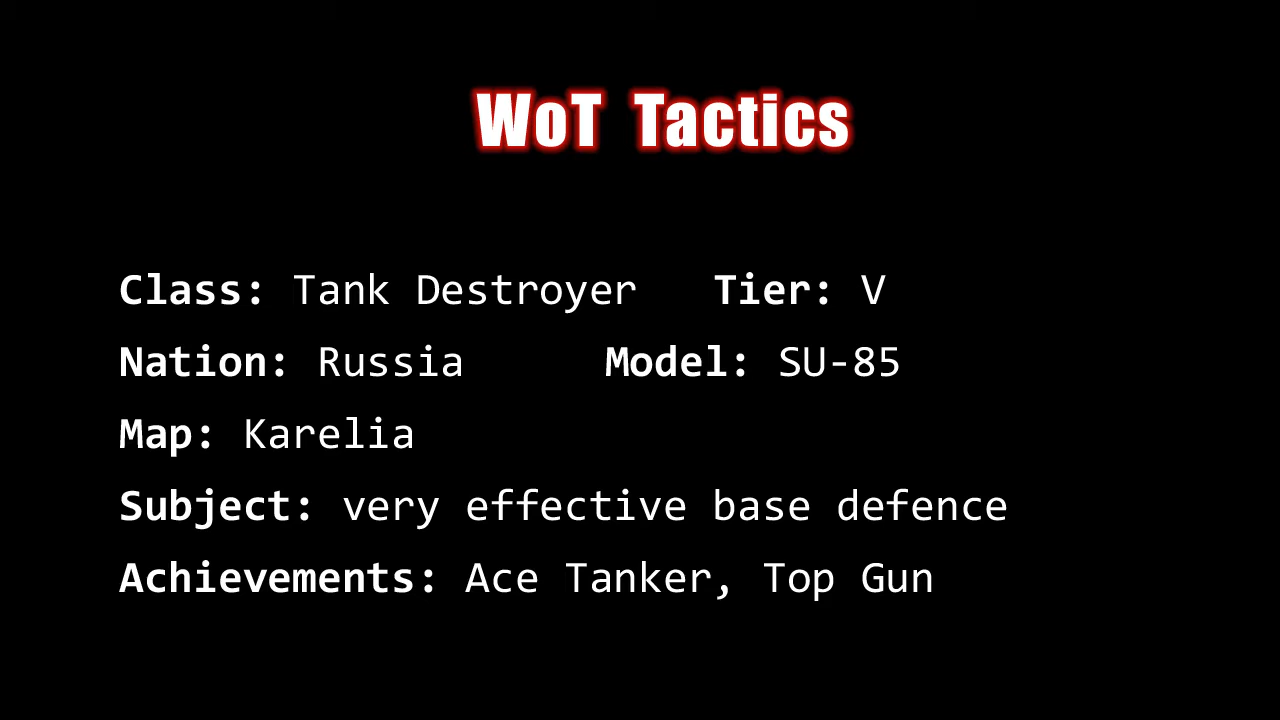 WoT Tactics
Class: Tank Destroyer Tier: V
Nation: Russia Model: SU-85
Map: Karelia
Subject: very effective base defence
Achievements: Ace Tanker, Top Gun